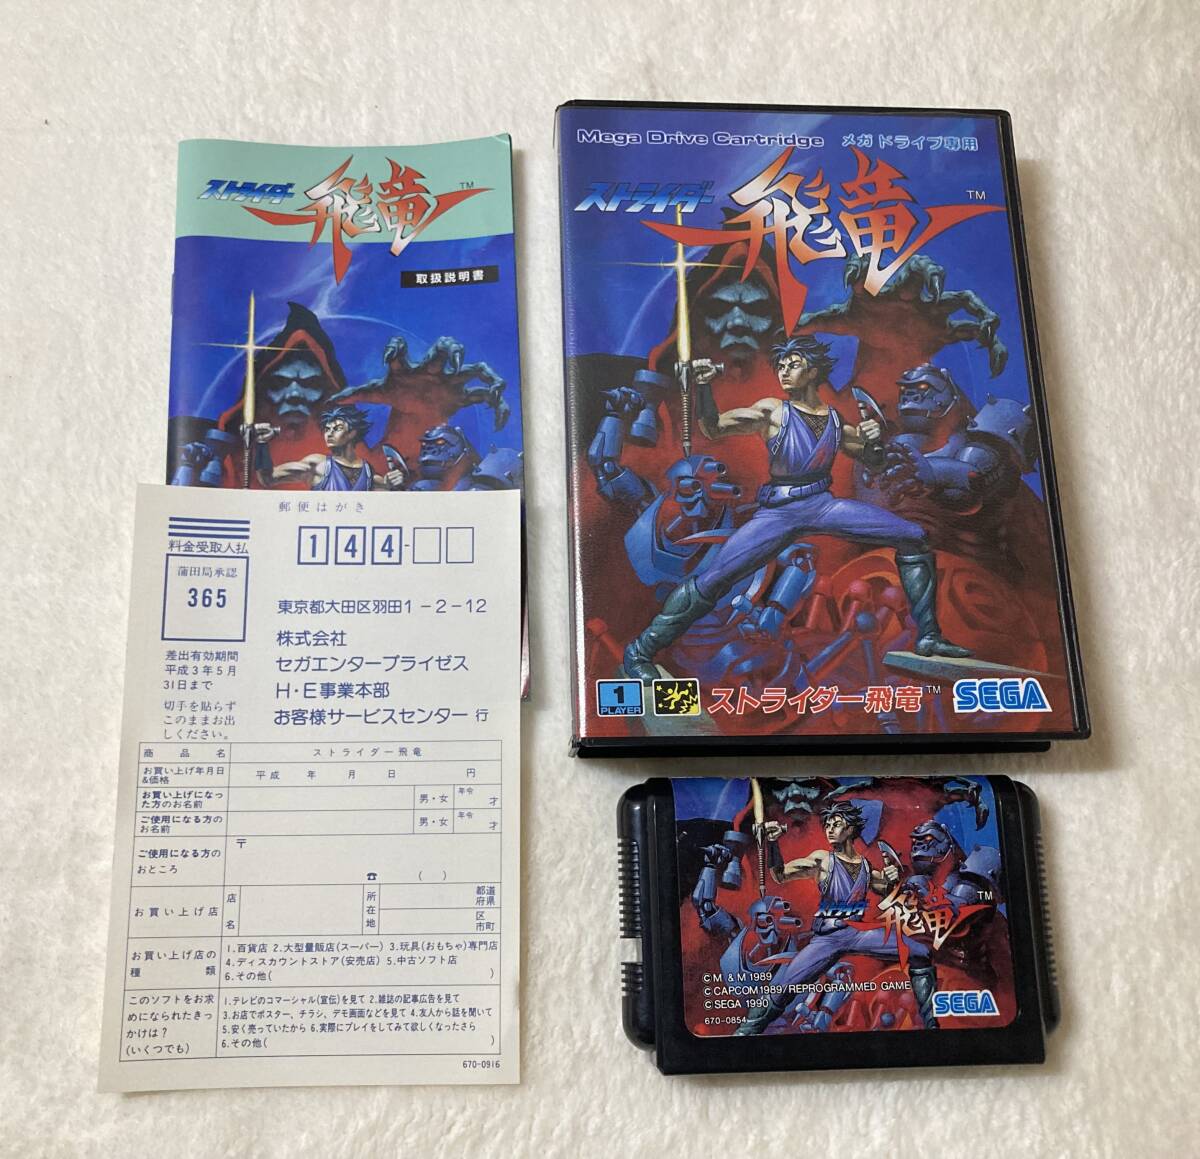 ストライダー
飛竜
TM
取扱説明書
Mega Drive Cartridge メガドライブ専用
ストライダー
飛竜
TM
1
PLAYER
ストライダー飛竜 TM
SEGA
郵便はがき
料金受取人払
蒲田局承認
365
差出有効期間
平成3年5月
31日まで
切手を貼らず
このままお出
しください。
144-
東京都大田区羽田1-2-12
株式会社
セガエンタープライゼス
H・E事業本部
お客様サービスセンター 行
商品名 ストライダー飛竜
お買い上げ年月日
&価格
平成 年 月 日 円
お買い上げになっ
た方のお名前
男・女 年令 才
ご使用になる方の
お名前
男・女 年令 才
ご使用になる方の
おところ
〒
☎ ( )
お買い上げ店
店名
所在地
都道
府県
区
市町
お買い上げ店の
種類
1.百貨店 2.大型量販店(スーパー) 3.玩具(おもちゃ)専門店
4.ディスカウントストア(安売店) 5.中古ソフト店
6.その他( )
このソフトをお求
めになられたきっ
かけは?
(いくつでも)
1.テレビのコマーシャル(宣伝)を見て 2.雑誌の記事広告を見て
3.お店でポスター、チラシ、デモ画面などを見て 4.友人から話を聞いて
5.安く売っていたから 6.実際にプレイをしてみて欲しくなったさら
6.その他( )
670-0916
ストライダー
飛竜
TM
©M & M 1989
©CAPCOM 1989/REPROGRAMMED GAME
©SEGA 1990
670-0854
SEGA